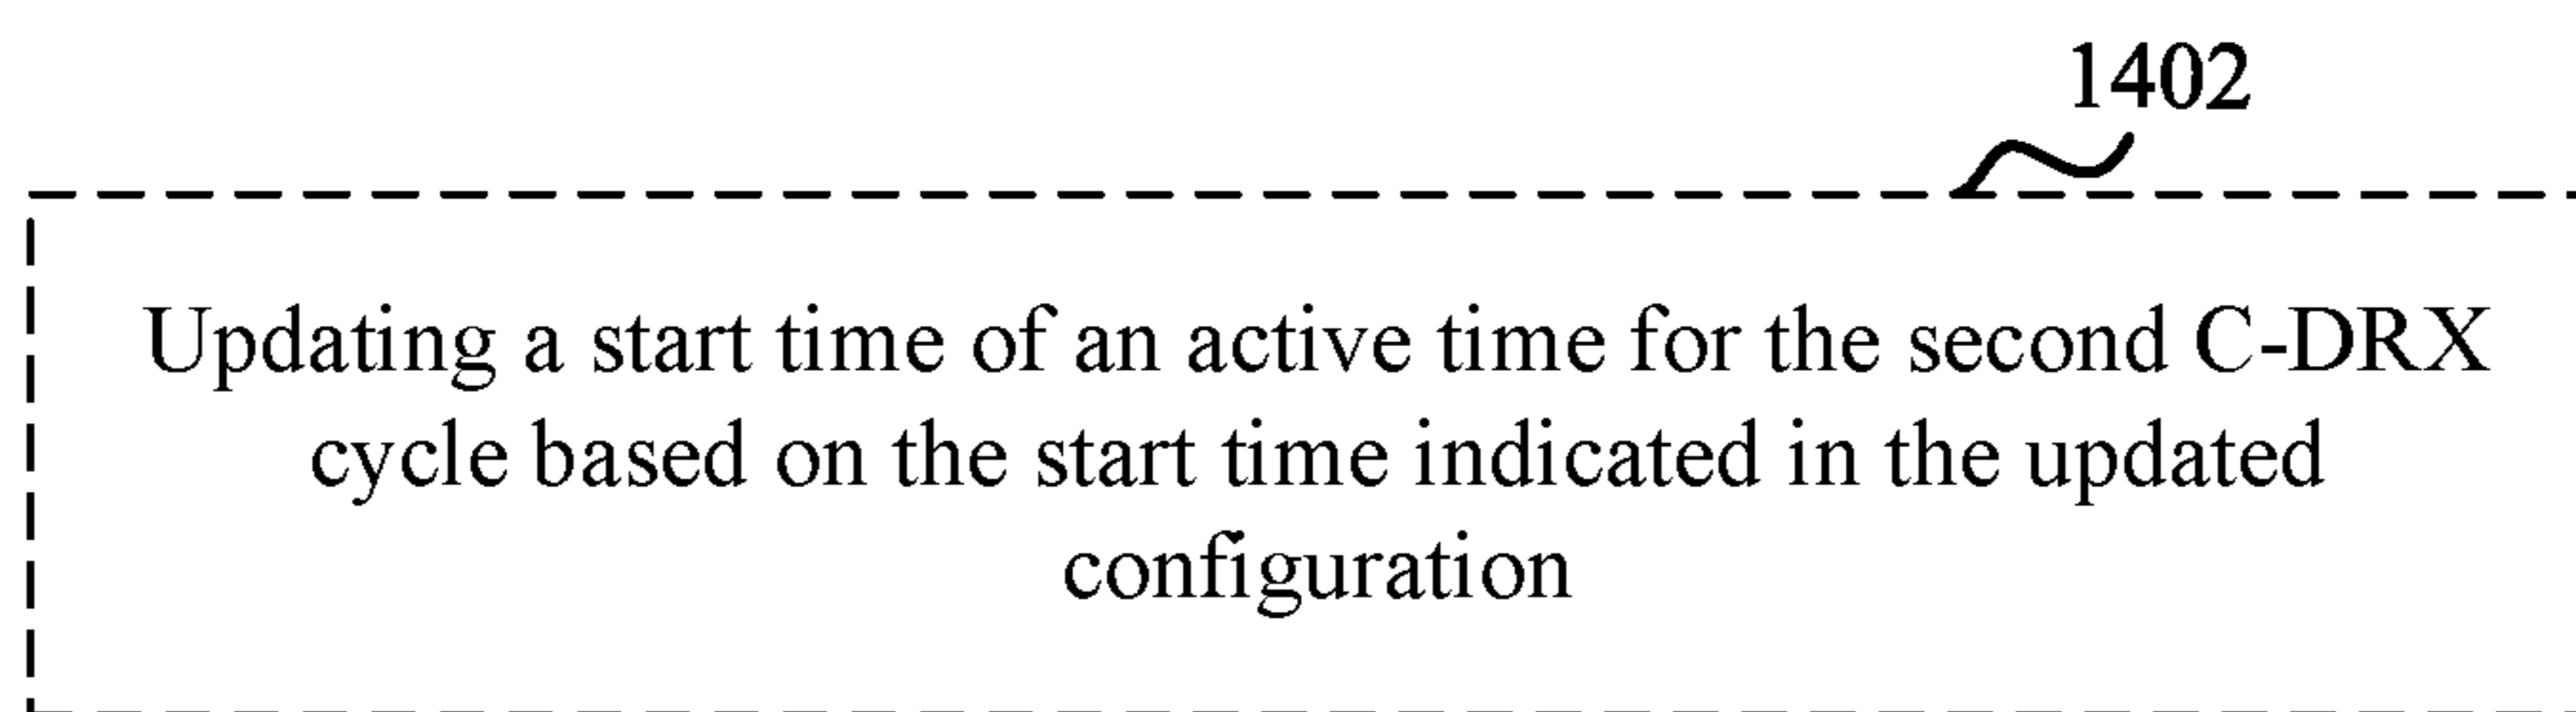 1402
Updating a start time of an active time for the second C-DRX
cycle based on the start time indicated in the updated
configuration